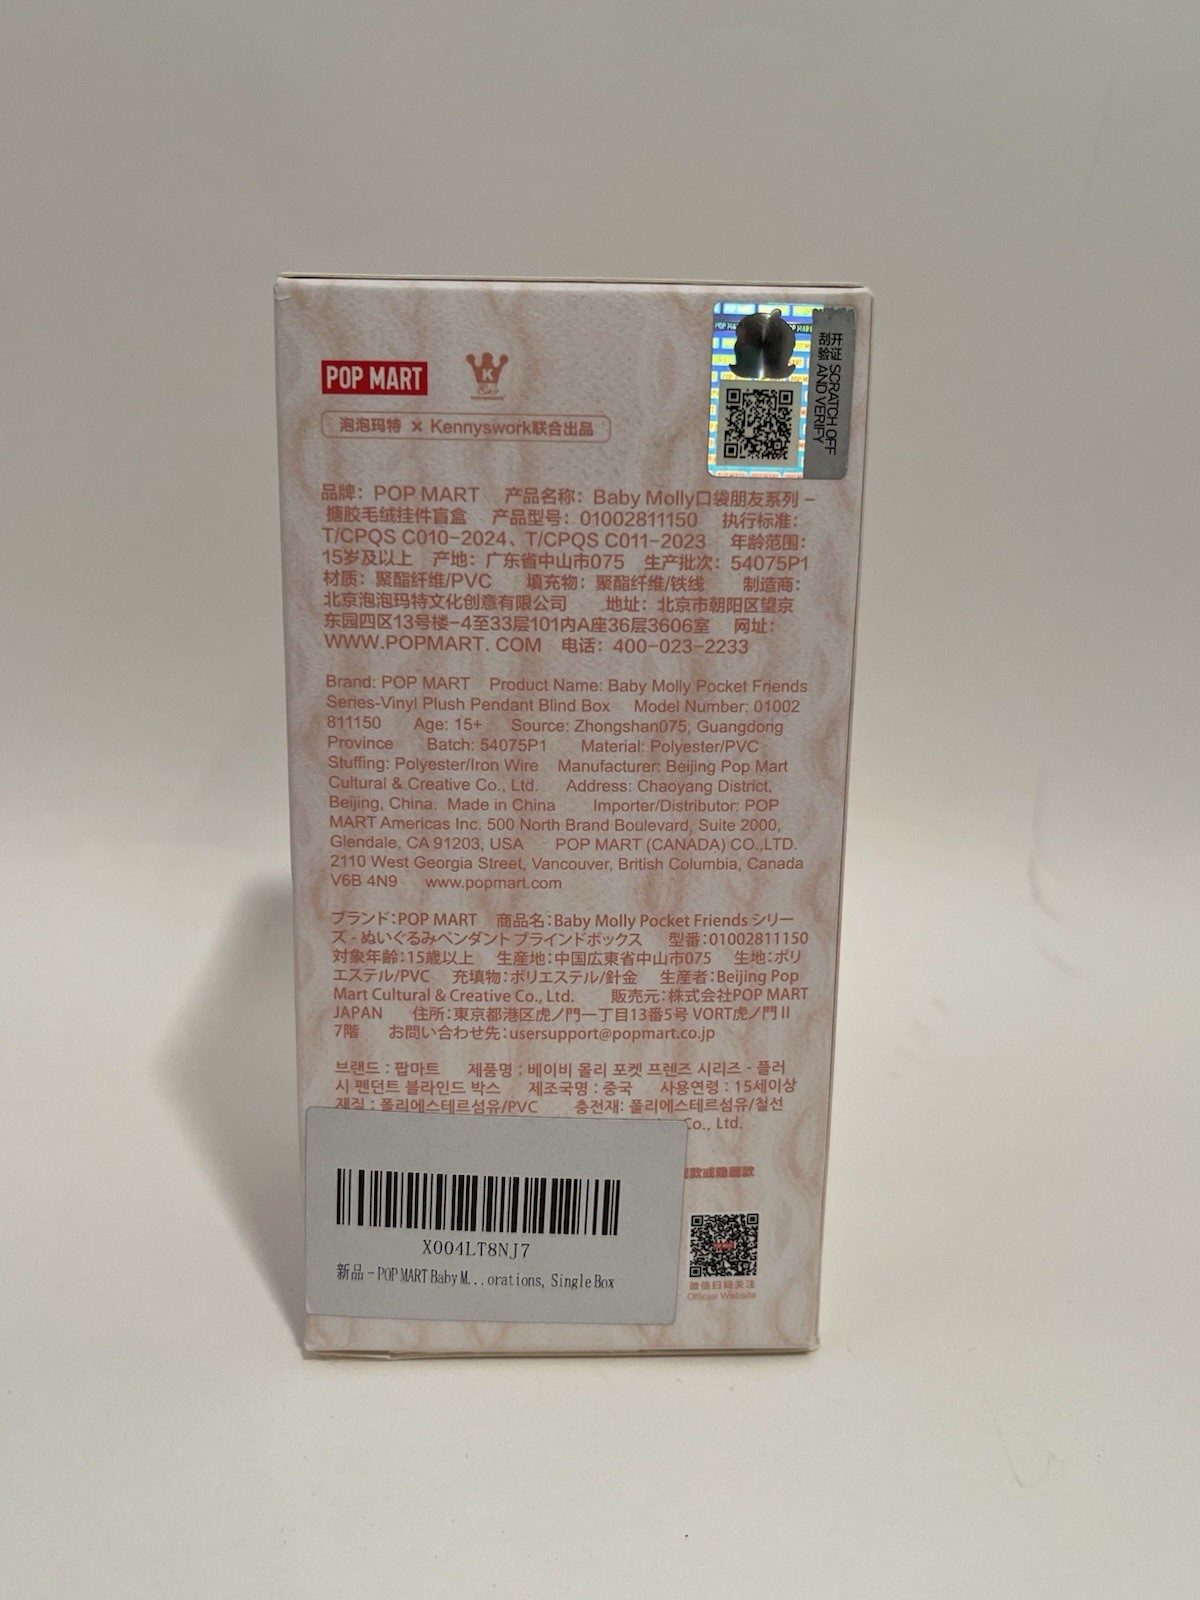 POP MART
K
泡泡玛特 × Kennyswork联合出品
开证 SCRATCH OFF
刮验 AND VERIFY
品牌：POP MART 产品名称：Baby Molly口袋朋友系列－
搪胶毛绒挂件盲盒 产品型号：01002811150 执行标准：
T/CPQS C010-2024、T/CPQS C011-2023 年龄范围：
15岁及以上 产地：广东省中山市075 生产批次：54075P1
材质：聚酯纤维/PVC 填充物：聚酯纤维/铁线 制造商：
北京泡泡玛特文化创意有限公司 地址：北京市朝阳区望京
东园四区13号楼-4至33层101内A座36层3606室 网址：
WWW.POPMART. COM 电话：400-023-2233
Brand: POP MART Product Name: Baby Molly Pocket Friends
Series-Vinyl Plush Pendant Blind Box Model Number: 01002
811150 Age: 15+ Source: Zhongshan075, Guangdong
Province Batch: 54075P1 Material: Polyester/PVC
Stuffing: Polyester/Iron Wire Manufacturer: Beijing Pop Mart
Cultural & Creative Co., Ltd. Address: Chaoyang District,
Beijing, China. Made in China Importer/Distributor: POP
MART Americas Inc. 500 North Brand Boulevard, Suite 2000,
Glendale, CA 91203, USA POP MART (CANADA) CO.,LTD.
2110 West Georgia Street, Vancouver, British Columbia, Canada
V6B 4N9 www.popmart.com
ブランド：POP MART 商品名：Baby Molly Pocket Friends シリー
ズ - ぬいぐるみペンダント ブラインドボックス 型番：01002811150
対象年齢：15歳以上 生産地：中国広東省中山市075 生地：ポリ
エステル/PVC 充填物：ポリエステル/針金 生産者：Beijing Pop
Mart Cultural & Creative Co., Ltd. 販売元：株式会社POP MART
JAPAN 住所：東京都港区虎ノ門一丁目13番5号 VORT虎ノ門 II
7階 お問い合わせ先：usersupport@popmart.co.jp
브랜드 : 팝마트 제품명 : 베이비 몰리 포켓 프렌즈 시리즈 - 플러
시 펜던트 블라인드 박스 제조국명 : 중국 사용연령 : 15세이상
재질 : 폴리에스테르섬유/PVC 충전재: 폴리에스테르섬유/철선
Co., Ltd.
款或隐藏款
X004LT8NJ7
新品 - POP MART Baby M...orations, Single Box
微信扫码关注
Official Website